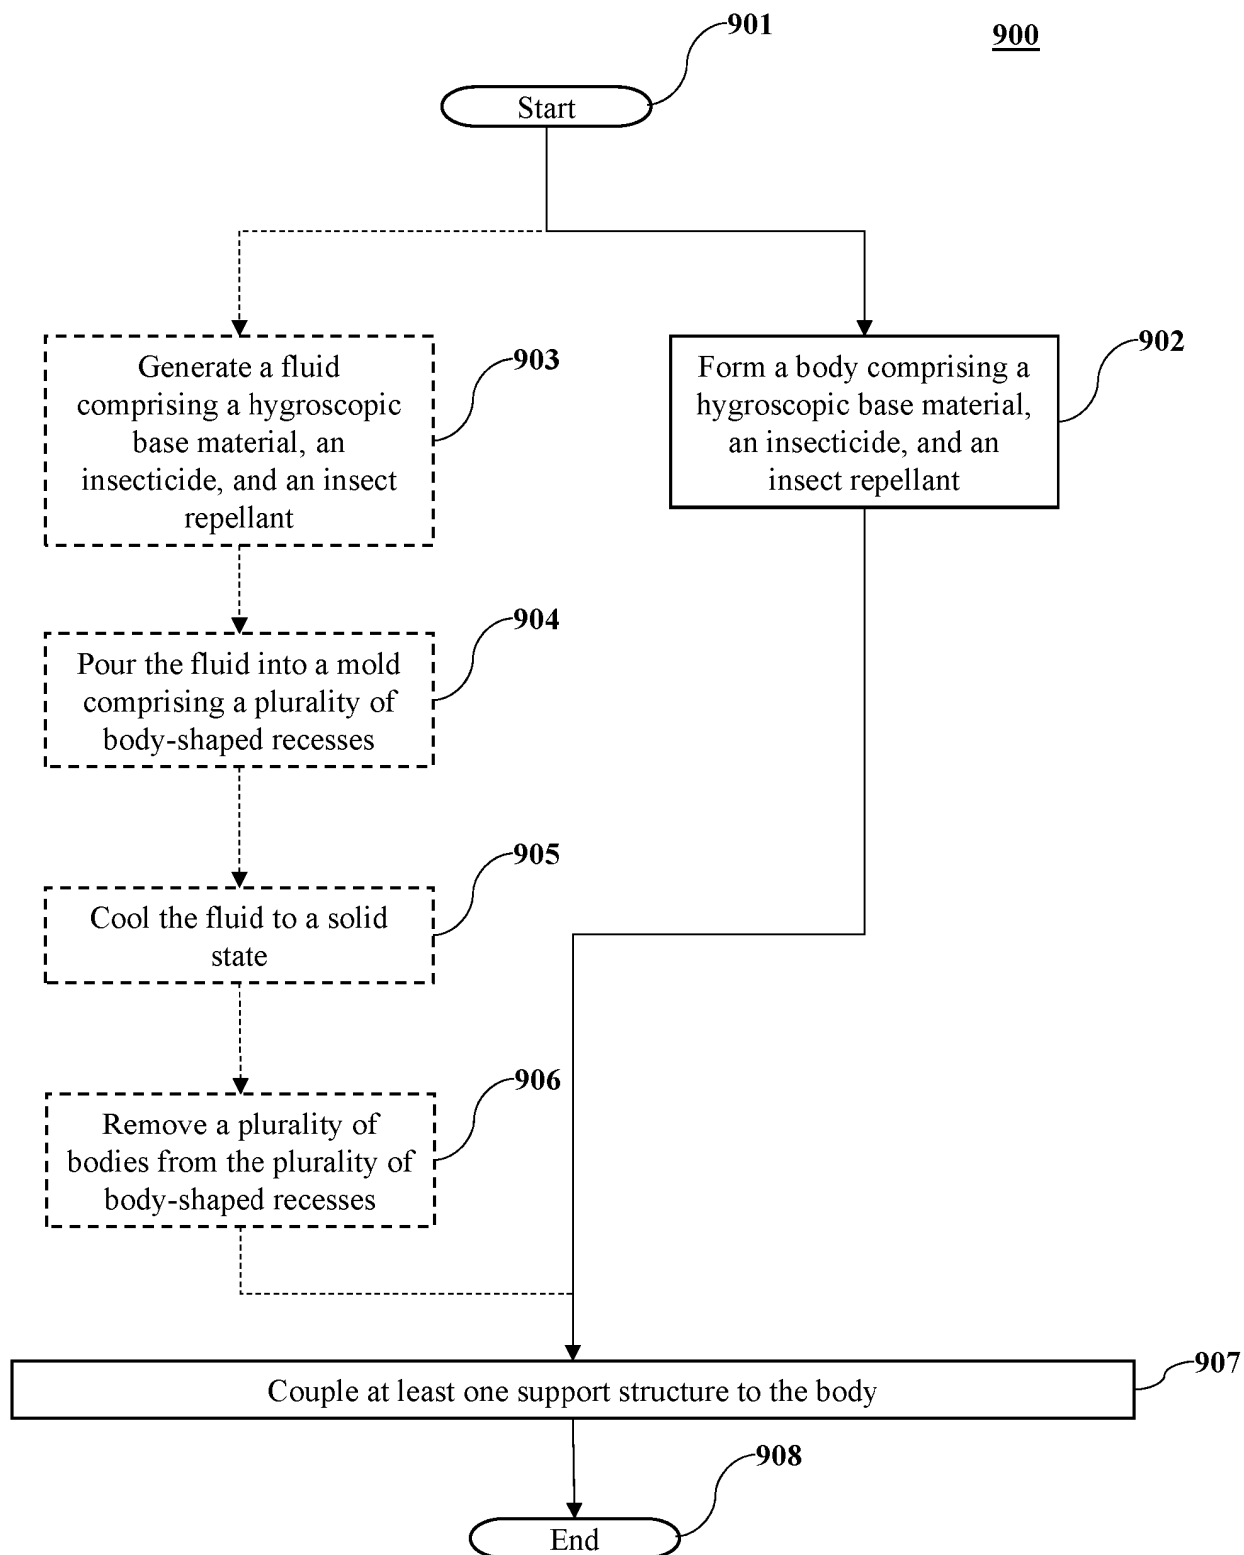 901
900
Start
903
902
Generate a fluid
comprising a hygroscopic
base material, an
insecticide, and an insect
repellant
Form a body comprising a
hygroscopic base material,
an insecticide, and an
insect repellant
904
Pour the fluid into a mold
comprising a plurality of
body-shaped recesses
905
Cool the fluid to a solid
state
906
Remove a plurality of
bodies from the plurality of
body-shaped recesses
907
Couple at least one support structure to the body
908
End